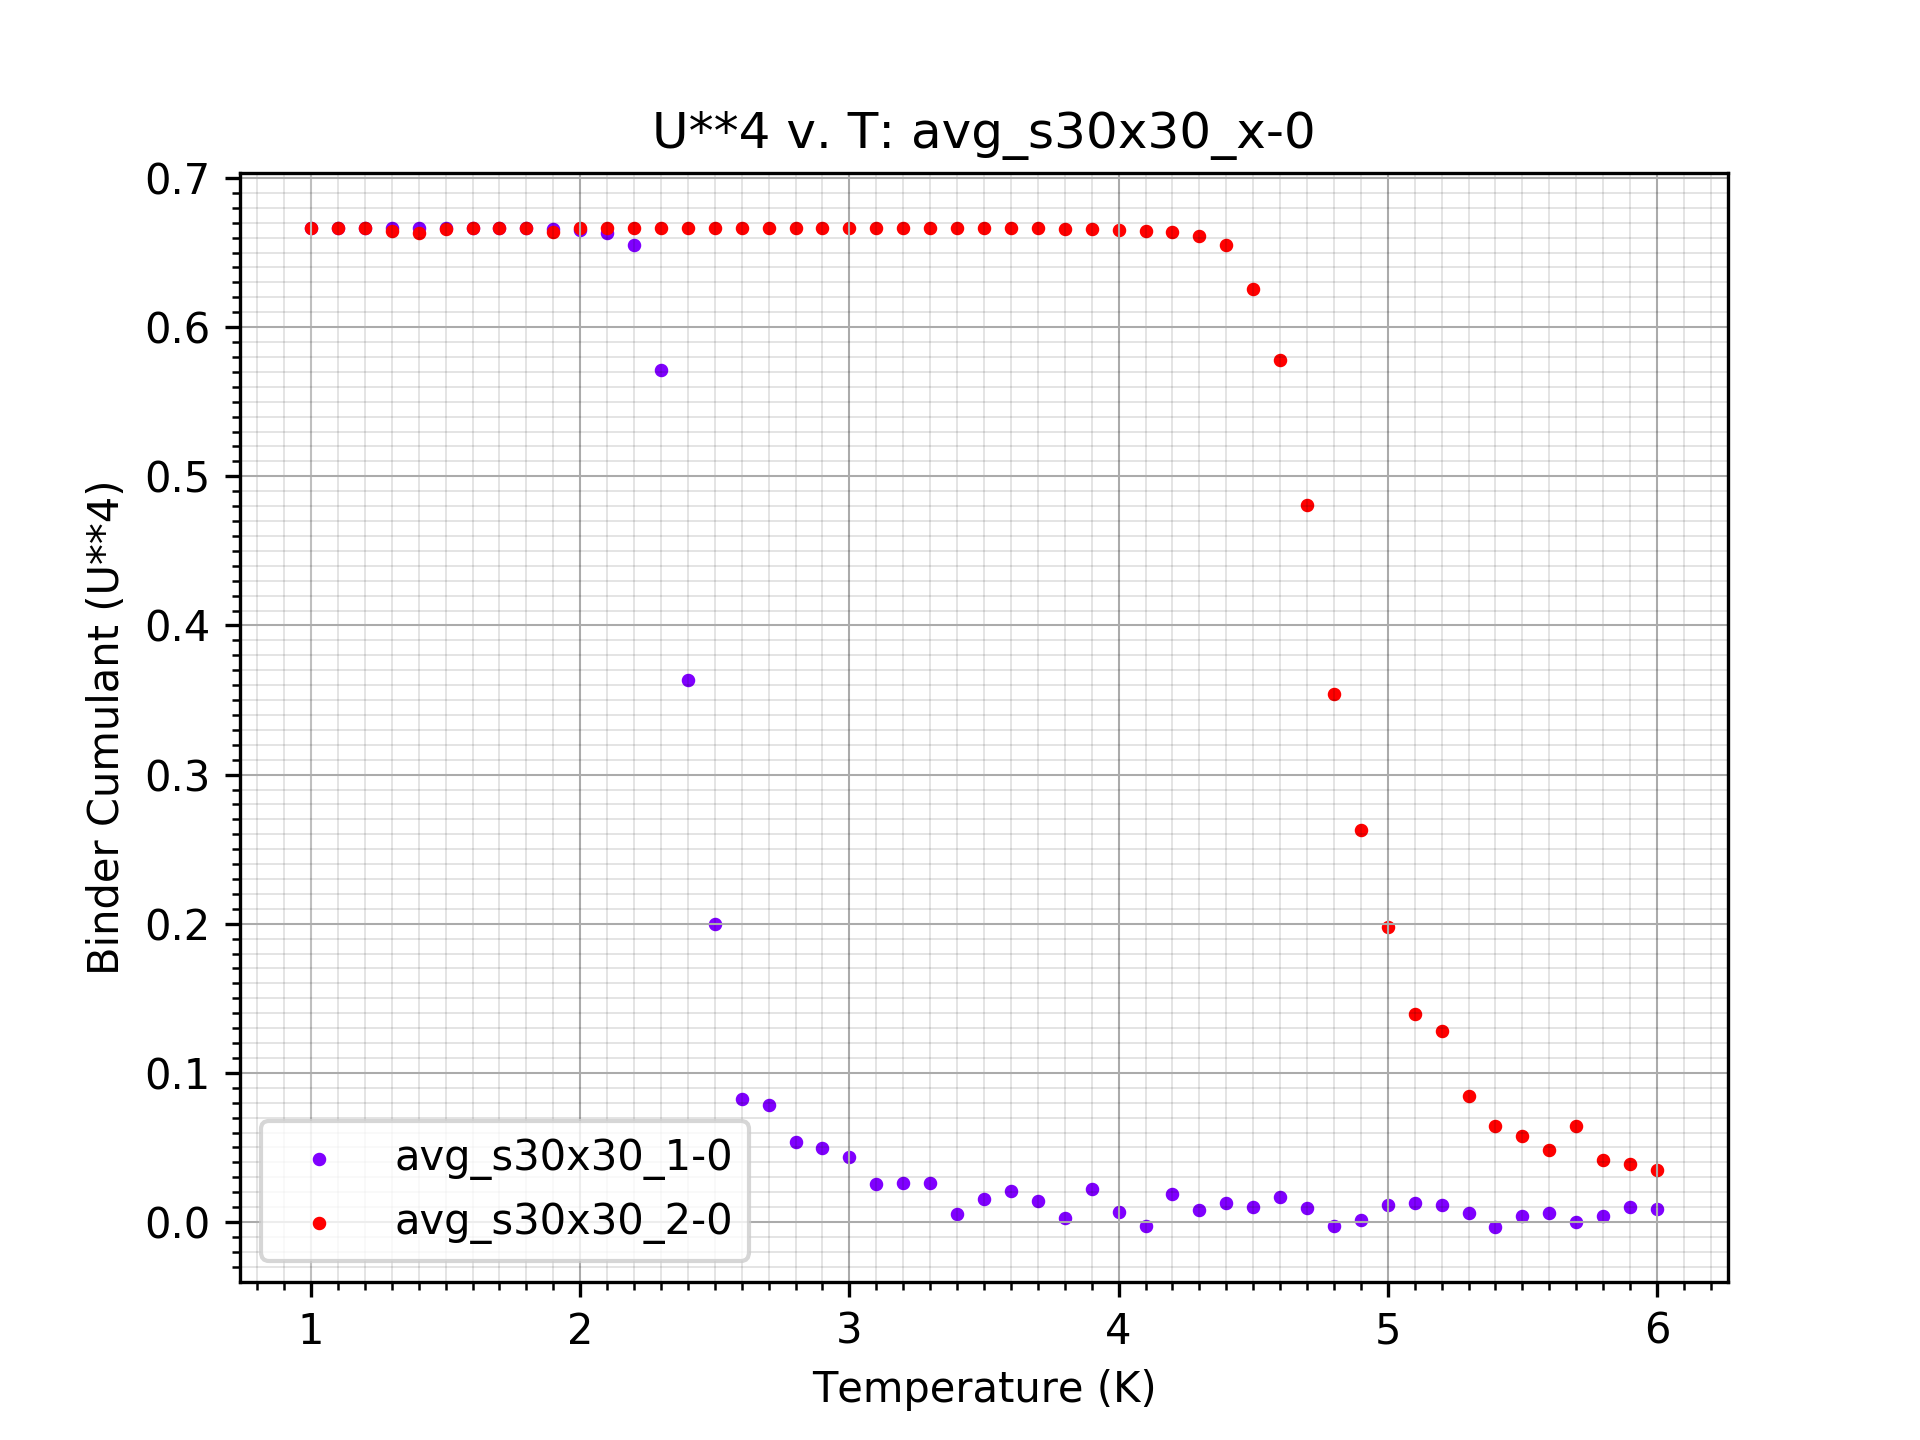 U**4 v. T: avg_s30x30_x-0
Binder Cumulant (U**4)
0.7
0.6
0.5
0.4
0.3
0.2
0.1
0.0
avg_s30x30_1-0
avg_s30x30_2-0
1 2 3 4 5 6
Temperature (K)